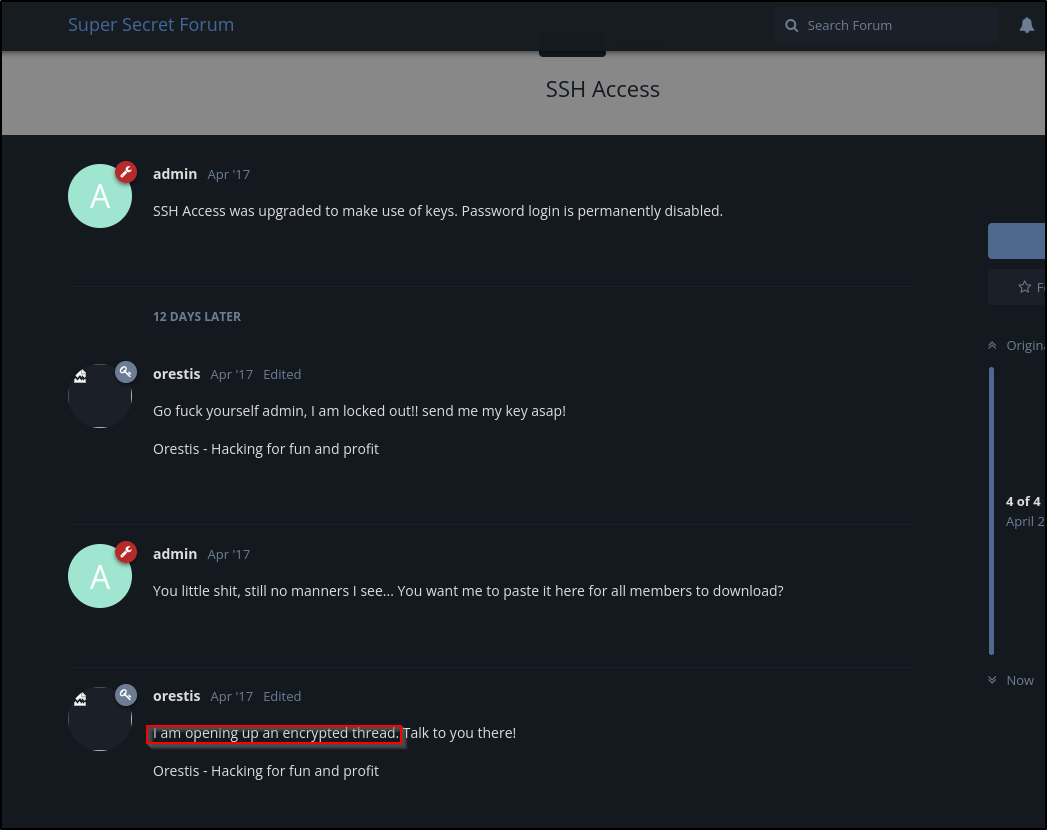 Super Secret Forum
Search Forum
SSH Access
A
admin Apr '17
SSH Access was upgraded to make use of keys. Password login is permanently disabled.
12 DAYS LATER
orestis Apr '17 Edited
Go fuck yourself admin, I am locked out!! send me my key asap!
Orestis - Hacking for fun and profit
A
admin Apr '17
You little shit, still no manners I see... You want me to paste it here for all members to download?
orestis Apr '17 Edited
I am opening up an encrypted thread. Talk to you there!
Orestis - Hacking for fun and profit
4 of 4
Now